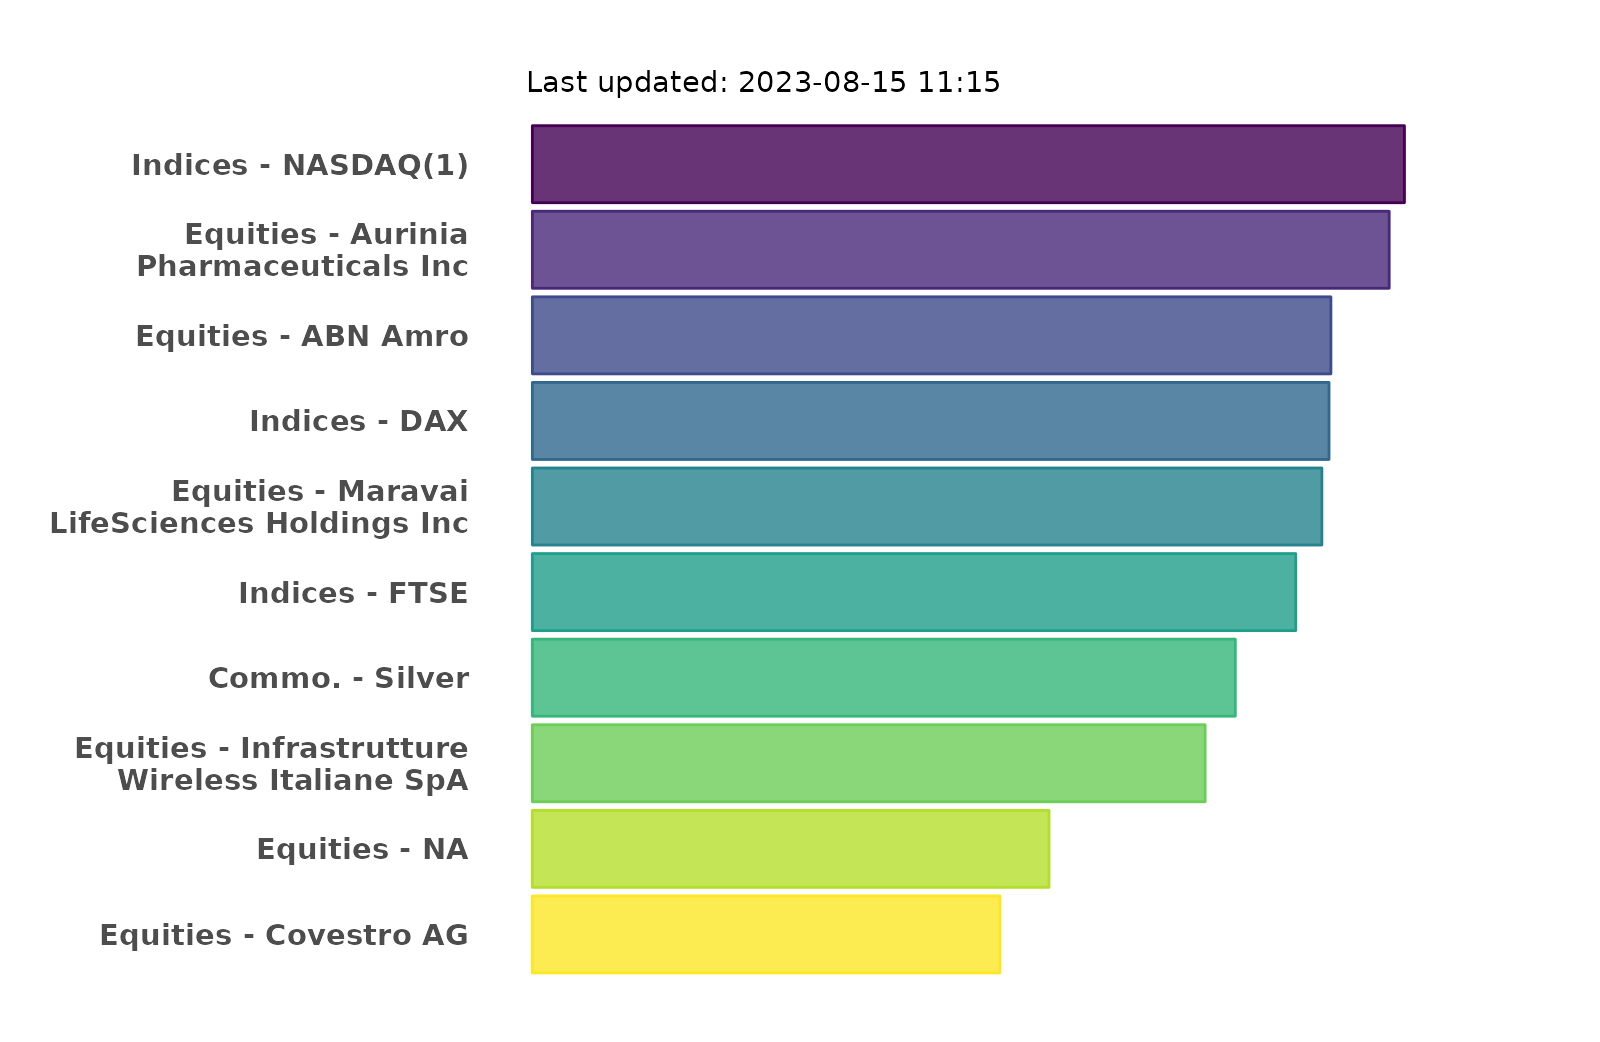 Last updated: 2023-08-15 11:15
Indices - NASDAQ(1)
Equities - Aurinia
Pharmaceuticals Inc
Equities - ABN Amro
Indices - DAX
Equities - Maravai
LifeSciences Holdings Inc
Indices - FTSE
Commo. - Silver
Equities - Infrastrutture
Wireless Italiane SpA
Equities - NA
Equities - Covestro AG